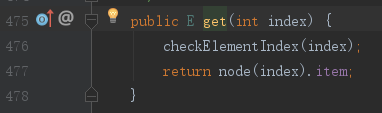 475 @ public E get(int index) {
476 checkElementIndex(index);
477 return node(index).item;
478 }